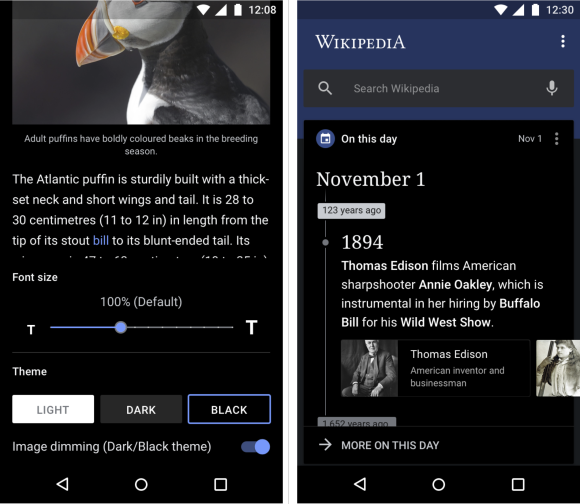 12:08
Adult puffins have boldly coloured beaks in the breeding
season.
The Atlantic puffin is sturdily built with a thick-
set neck and short wings and tail. It is 28 to
30 centimetres (11 to 12 in) in length from the
tip of its stout bill to its blunt-ended tail. Its
Font size
100% (Default)
T T
Theme
LIGHT DARK BLACK
Image dimming (Dark/Black theme)
12:30
WIKIPEDIA
Search Wikipedia
On this day Nov 1
November 1
123 years ago
1894
Thomas Edison films American
sharpshooter Annie Oakley, which is
instrumental in her hiring by Buffalo
Bill for his Wild West Show.
Thomas Edison
American inventor and
businessman
1,652 years ago
MORE ON THIS DAY